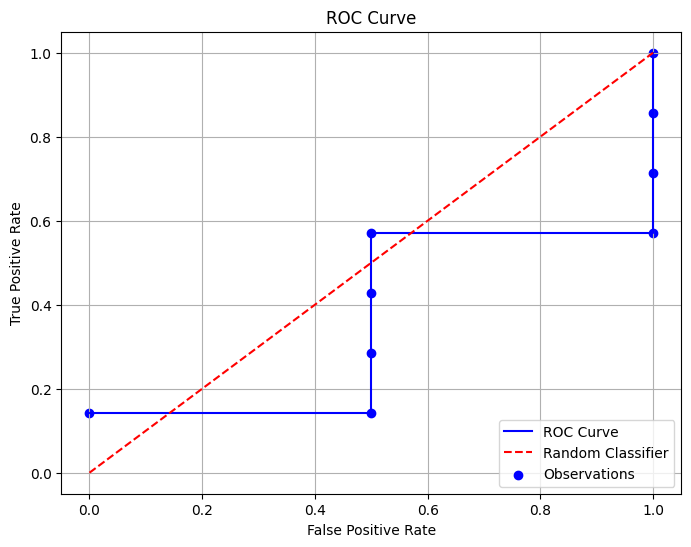 ROC Curve
1.0
0.8
0.6
0.4
0.2
0.0
True Positive Rate
ROC Curve
Random Classifier
Observations
0.0 0.2 0.4 0.6 0.8 1.0
False Positive Rate